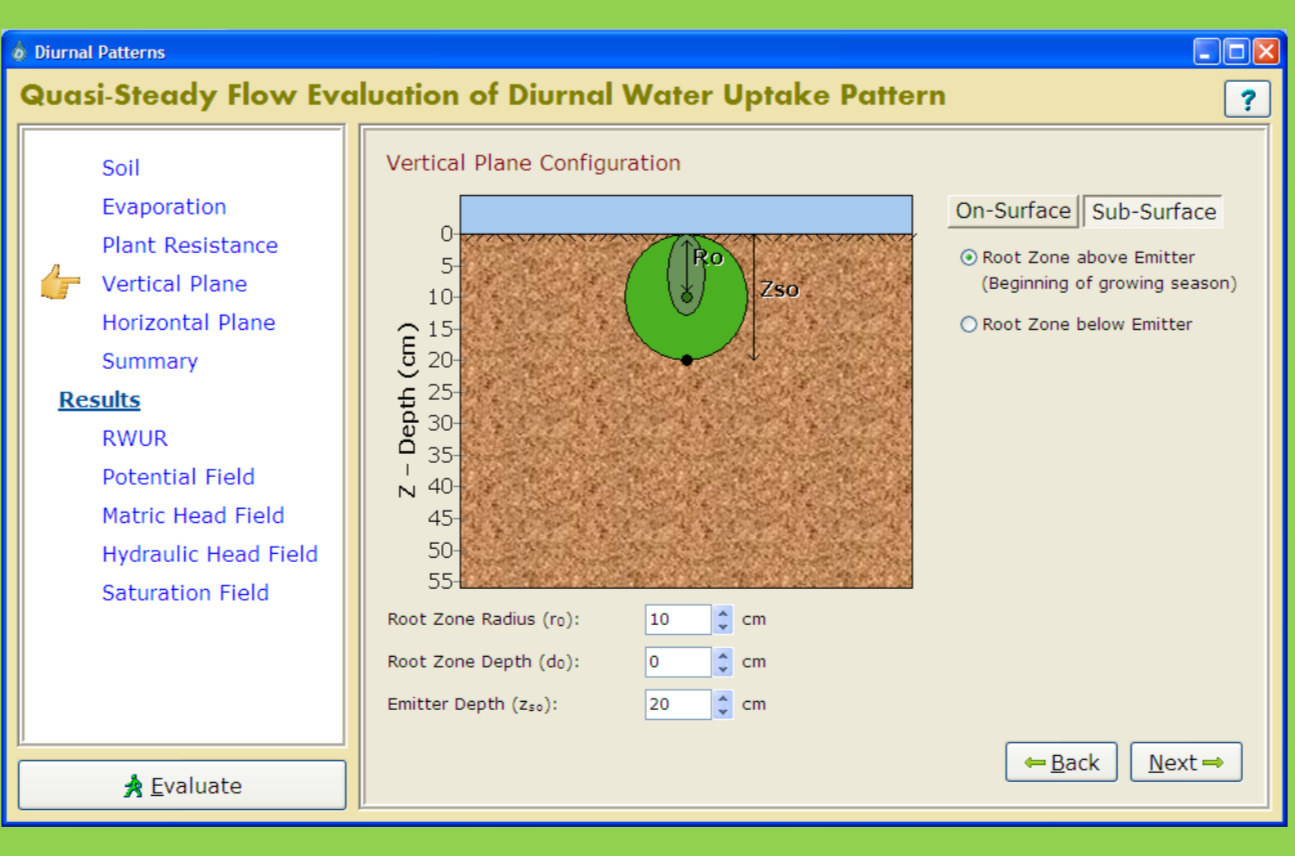 Diurnal Patterns
Quasi-Steady Flow Evaluation of Diurnal Water Uptake Pattern
?
Soil
Evaporation
Plant Resistance
Vertical Plane
Horizontal Plane
Summary
Results
RWUR
Potential Field
Matric Head Field
Hydraulic Head Field
Saturation Field
Evaluate
Vertical Plane Configuration
Z - Depth (cm)
0
5
10
15
20
25
30
35
40
45
50
55
Ro
Zso
On-Surface
Sub-Surface
Root Zone above Emitter
(Beginning of growing season)
Root Zone below Emitter
Root Zone Radius (r₀): 10 cm
Root Zone Depth (d₀): 0 cm
Emitter Depth (zₛ₀): 20 cm
Back
Next